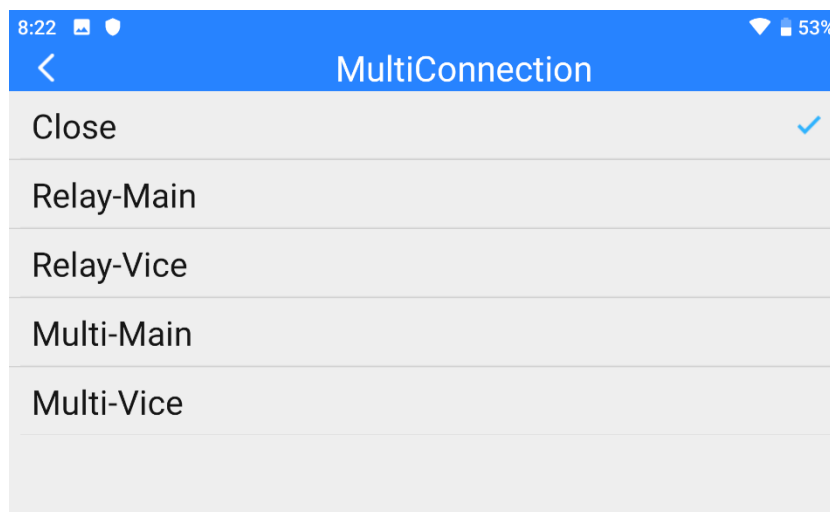 8:22 53%
MultiConnection
Close
Relay-Main
Relay-Vice
Multi-Main
Multi-Vice